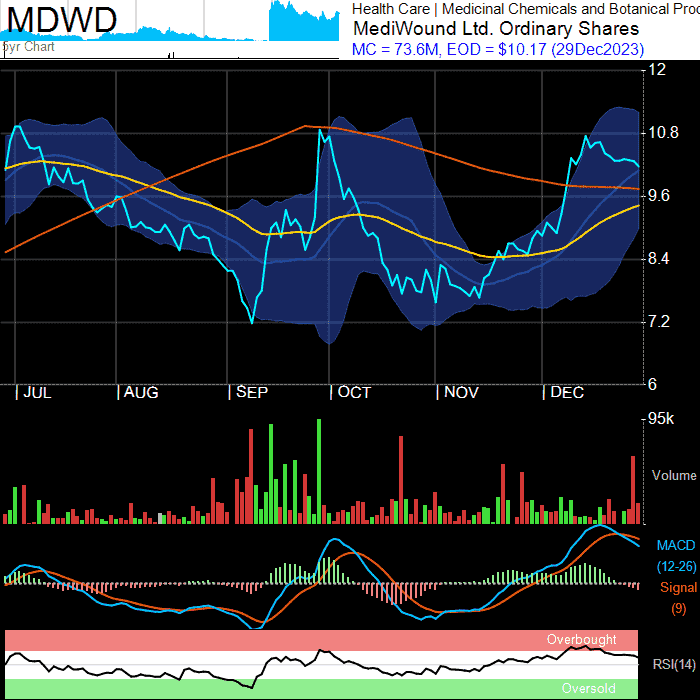 MDWD
5yr Chart
Health Care | Medicinal Chemicals and Botanical Proc
MediWound Ltd. Ordinary Shares
MC = 73.6M, EOD = $10.17 (29Dec2023)
12
10.8
9.6
8.4
7.2
6
JUL AUG SEP OCT NOV DEC
95k
Volume
MACD
(12-26)
Signal
(9)
Overbought
RSI(14)
Oversold